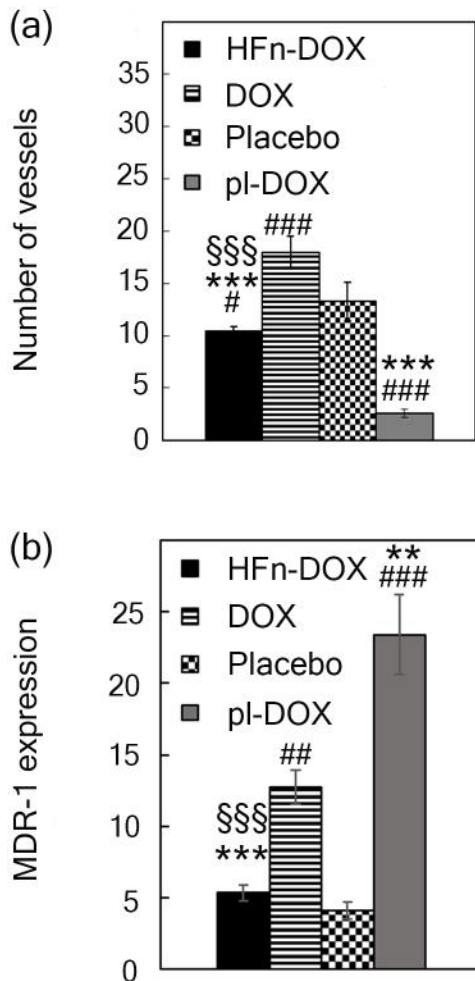 (a)
Number of vessels
35
30
25
20
15
10
5
0
HFn-DOX
DOX
Placebo
pl-DOX
§§§
***
#
###
***
###
(b)
MDR-1 expression
25
20
15
10
5
0
HFn-DOX
DOX
Placebo
pl-DOX
§§§
***
##
**
###